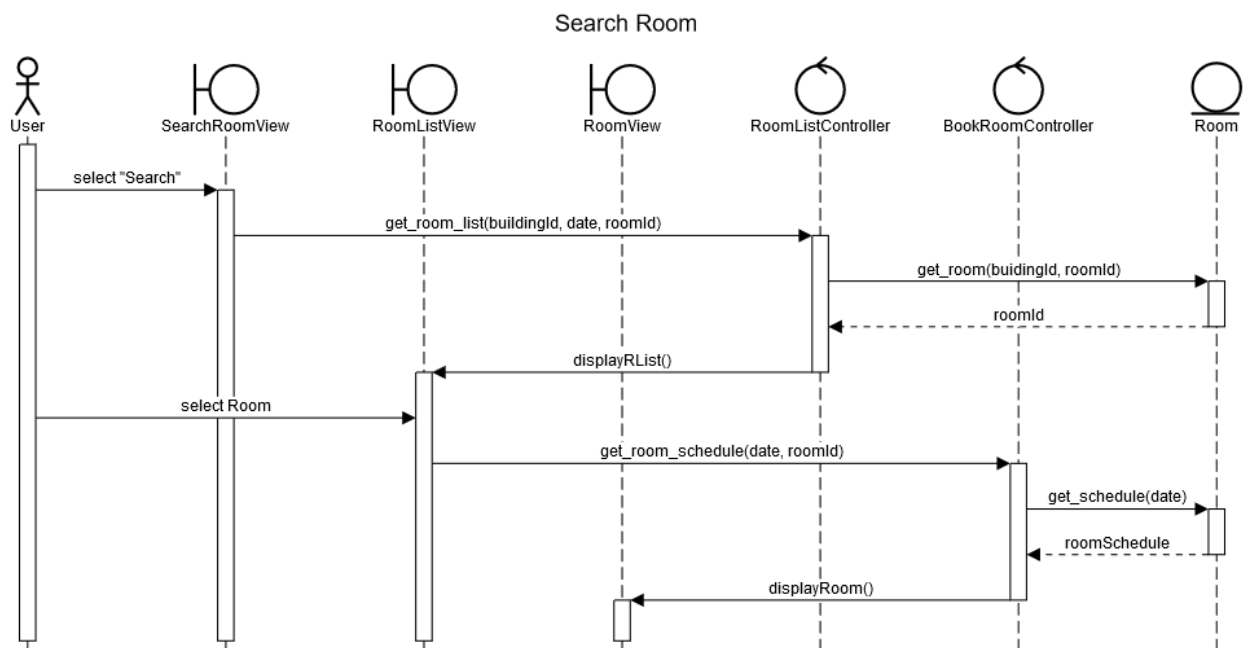 Search Room
User
SearchRoomView
RoomListView
RoomView
RoomListController
BookRoomController
Room
select "Search"
get_room_list(buildingId, date, roomId)
get_room(buidingId, roomId)
roomId
displayRList()
select Room
get_room_schedule(date, roomId)
get_schedule(date)
roomSchedule
displayRoom()